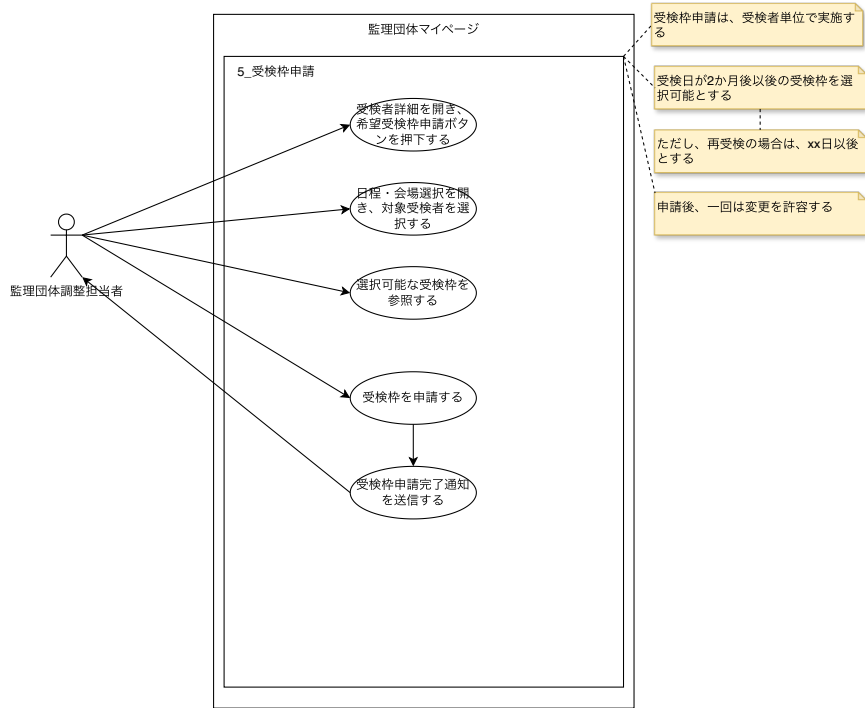 監理団体マイページ
5_受検枠申請
受検者詳細を開き、
希望受検枠申請ボタ
ンを押下する
日程・会場選択を開
き、対象受検者を選
択する
選択可能な受検枠を
参照する
受検枠を申請する
受検枠申請完了通知
を送信する
監理団体調整担当者
受検枠申請は、受検者単位で実施す
る
受検日が2か月後以後の受検枠を選
択可能とする
ただし、再受検の場合は、xx日以後
とする
申請後、一回は変更を許容する